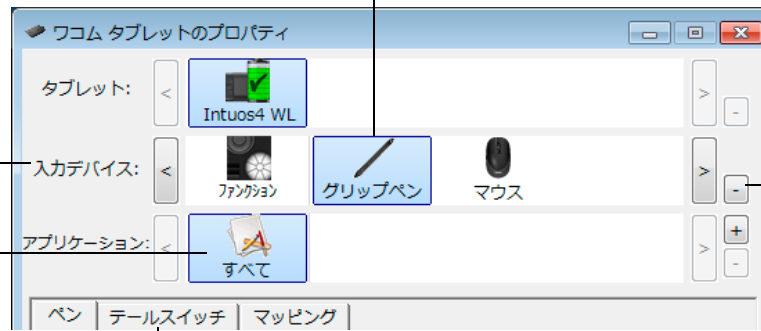 ワコム タブレットのプロパティ
タブレット:
Intuos4 WL
入力デバイス:
ファンクション
グリップペン
マウス
アプリケーション:
すべて
ペン
テールスイッチ
マッピング